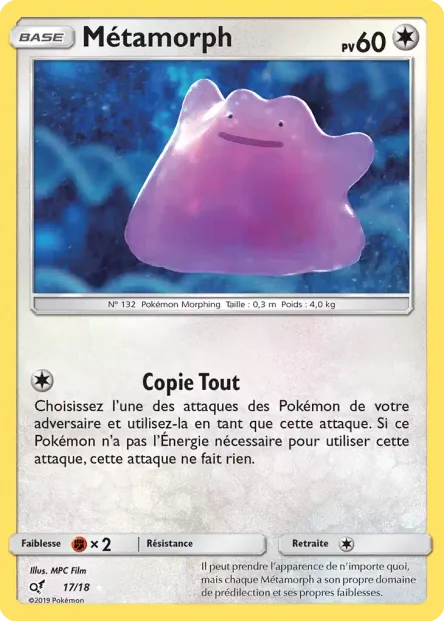 BASE Métamorph PV60
N° 132 Pokémon Morphing Taille : 0,3 m Poids : 4,0 kg
Copie Tout
Choisissez l'une des attaques des Pokémon de votre
adversaire et utilisez-la en tant que cette attaque. Si ce
Pokémon n'a pas l'Énergie nécessaire pour utiliser cette
attaque, cette attaque ne fait rien.
Faiblesse ×2 Résistance Retraite
Illus. MPC Film
17/18
©2019 Pokémon
Il peut prendre l'apparence de n'importe quoi,
mais chaque Métamorph a son propre domaine
de prédilection et ses propres faiblesses.